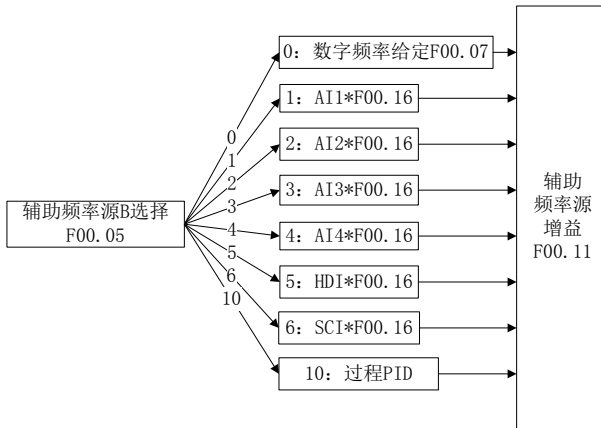 辅助频率源B选择
F00.05
0
1
2
3
4
5
6
10
0: 数字频率给定F00.07
1: AI1*F00.16
2: AI2*F00.16
3: AI3*F00.16
4: AI4*F00.16
5: HDI*F00.16
6: SCI*F00.16
10: 过程PID
辅助
频率源
增益
F00.11